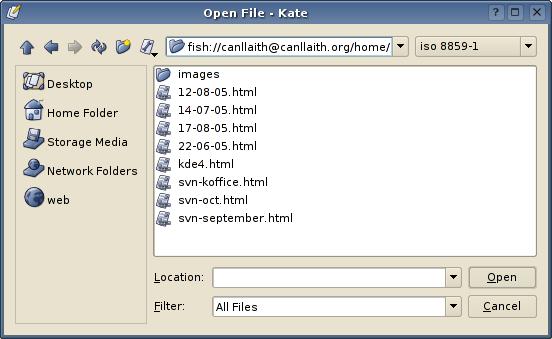 Open File - Kate
fish://canllaith@canllaith.org/home/
iso 8859-1
Desktop
Home Folder
Storage Media
Network Folders
web
images
12-08-05.html
14-07-05.html
17-08-05.html
22-06-05.html
kde4.html
svn-koffice.html
svn-oct.html
svn-september.html
Location:
Open
Filter:
All Files
Cancel